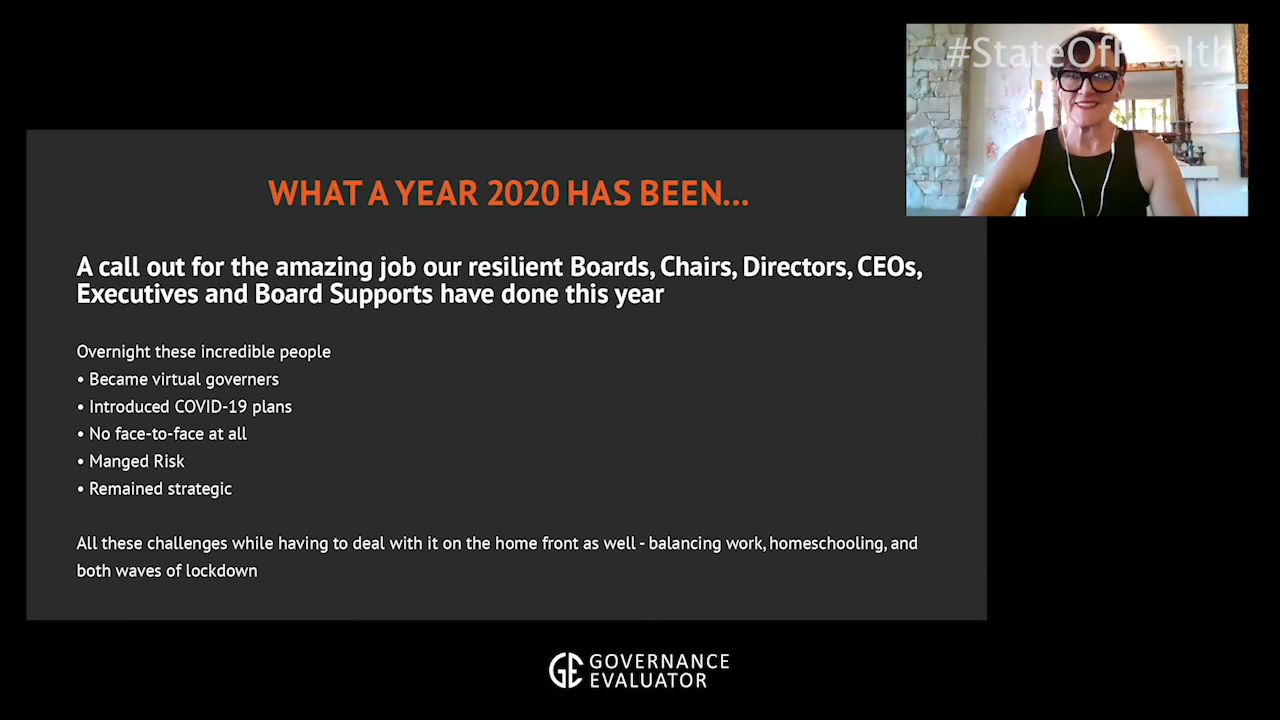 #StateOfHealth
WHAT A YEAR 2020 HAS BEEN...
A call out for the amazing job our resilient Boards, Chairs, Directors, CEOs,
Executives and Board Supports have done this year
Overnight these incredible people
• Became virtual governers
• Introduced COVID-19 plans
• No face-to-face at all
• Manged Risk
• Remained strategic
All these challenges while having to deal with it on the home front as well - balancing work, homeschooling, and
both waves of lockdown
GE GOVERNANCE
EVALUATOR